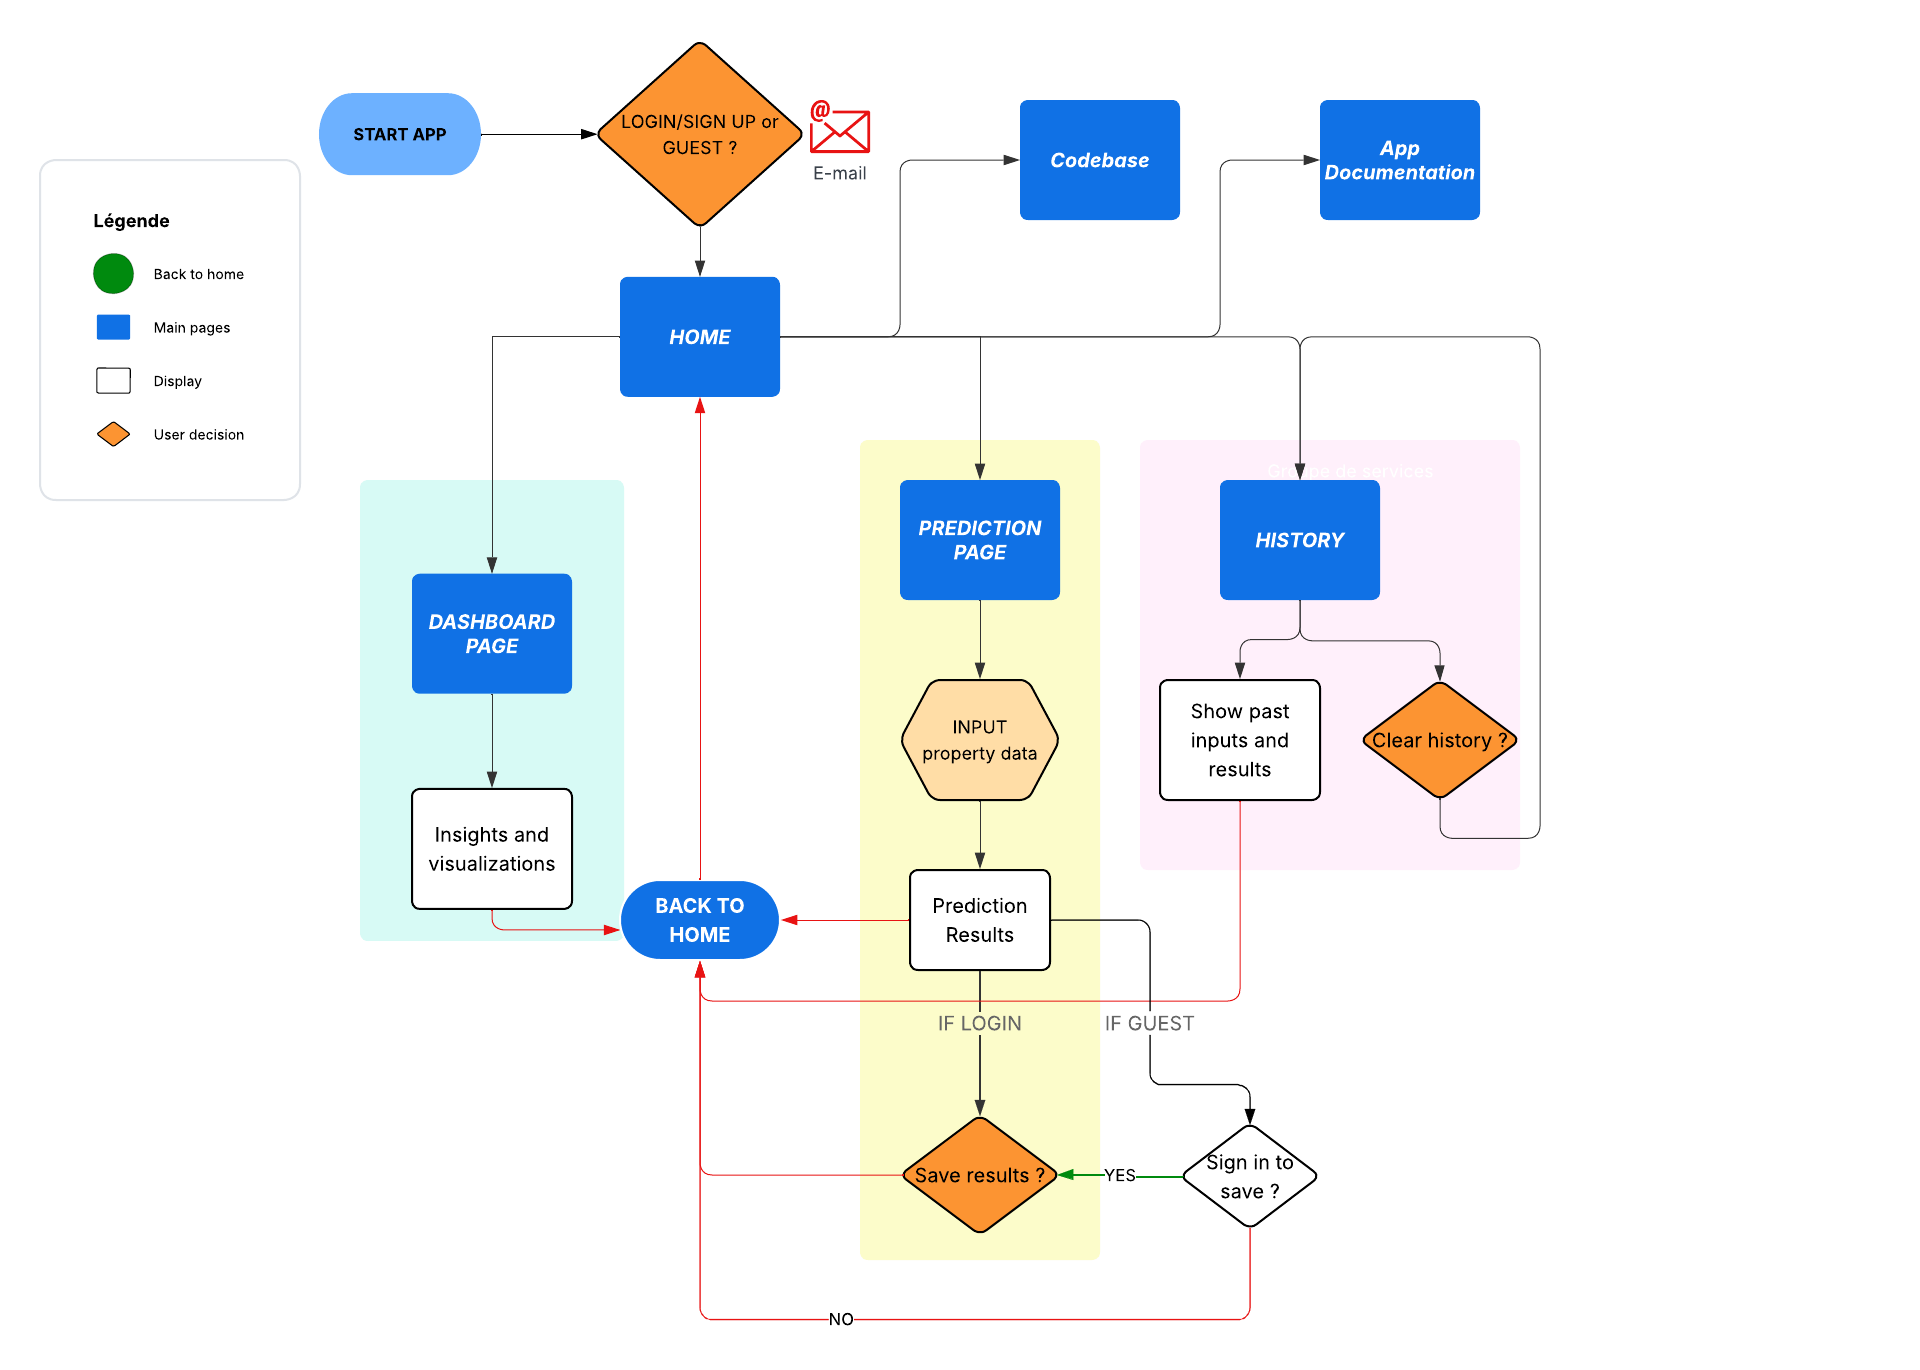 START APP
LOGIN/SIGN UP or
GUEST ?
@
E-mail
Codebase
App
Documentation
Légende
Back to home
Main pages
Display
User decision
HOME
Groupe de services
PREDICTION
PAGE
HISTORY
DASHBOARD
PAGE
INPUT
property data
Show past
inputs and
results
Clear history ?
Insights and
visualizations
BACK TO
HOME
Prediction
Results
IF LOGIN
IF GUEST
Save results ?
YES
Sign in to
save ?
NO